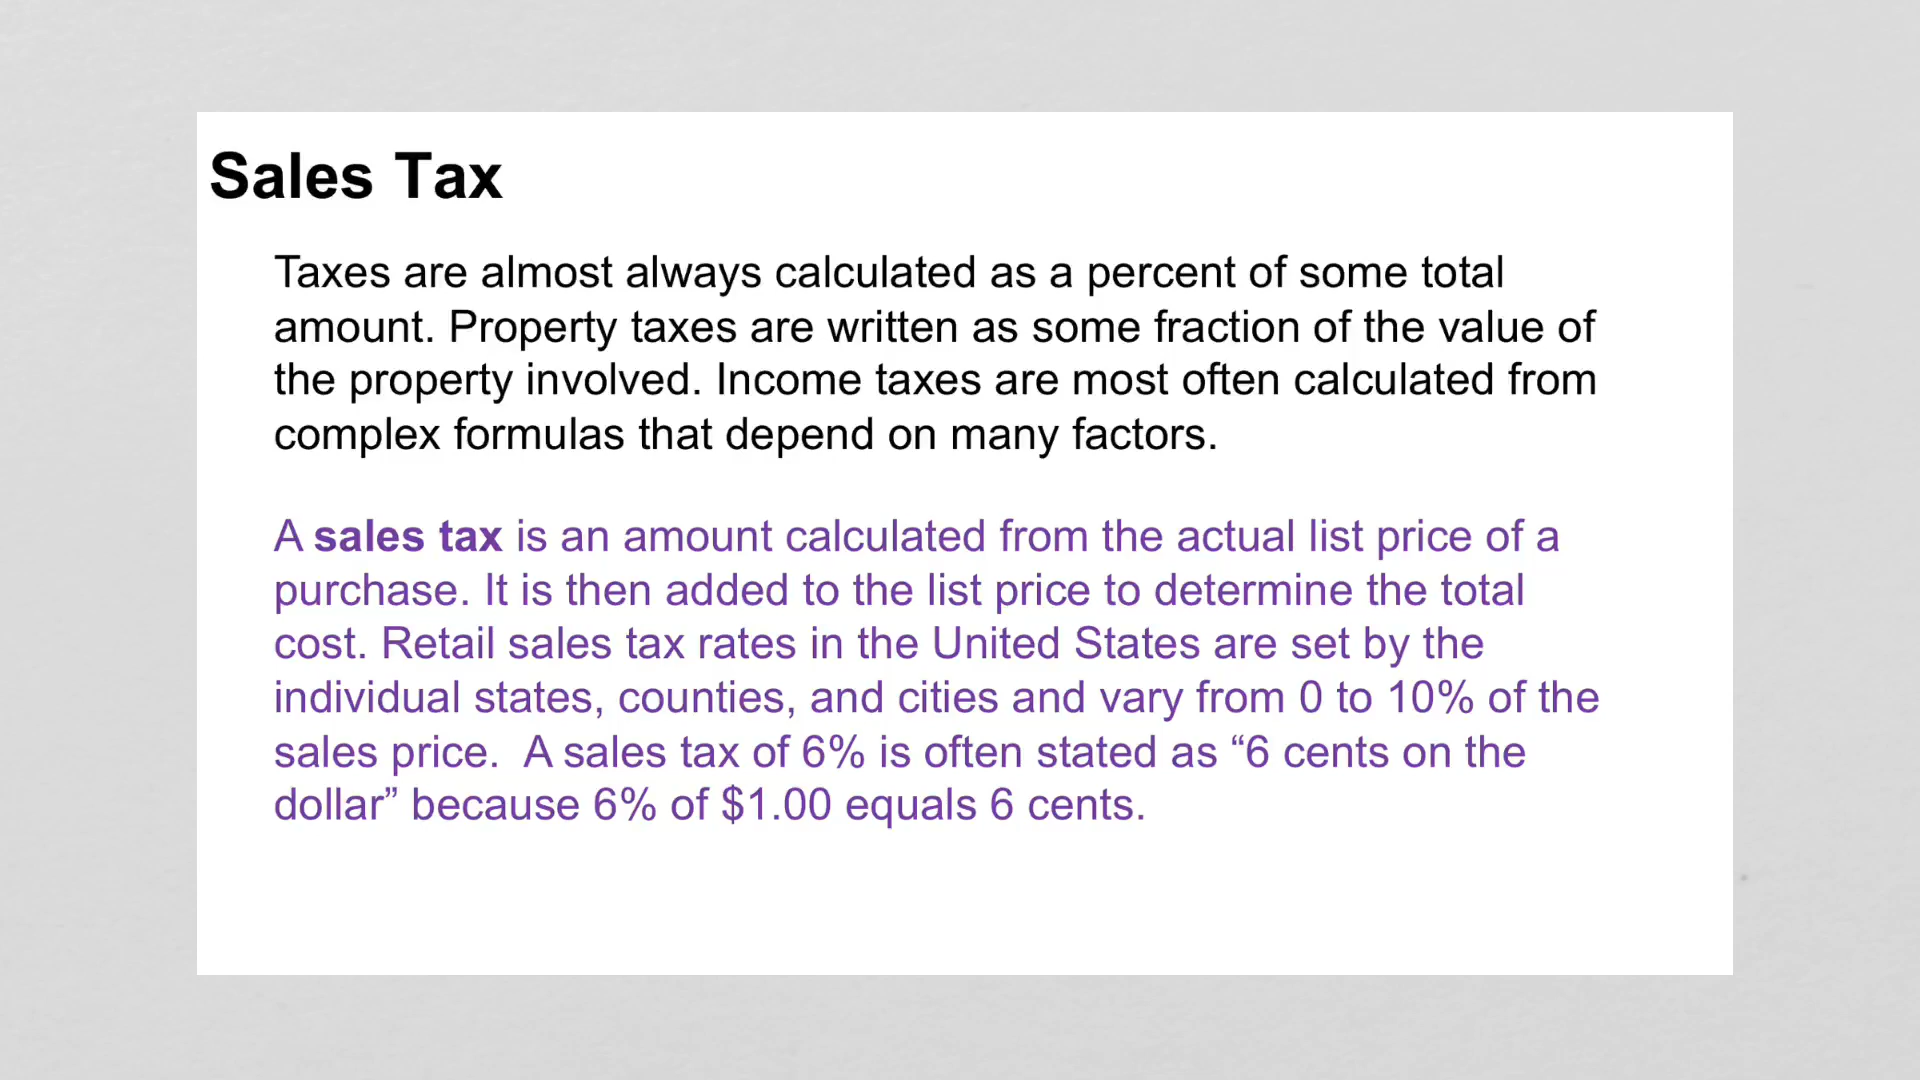 Sales Tax
Taxes are almost always calculated as a percent of some total
amount. Property taxes are written as some fraction of the value of
the property involved. Income taxes are most often calculated from
complex formulas that depend on many factors.
A sales tax is an amount calculated from the actual list price of a
purchase. It is then added to the list price to determine the total
cost. Retail sales tax rates in the United States are set by the
individual states, counties, and cities and vary from 0 to 10% of the
sales price.  A sales tax of 6% is often stated as “6 cents on the
dollar” because 6% of $1.00 equals 6 cents.